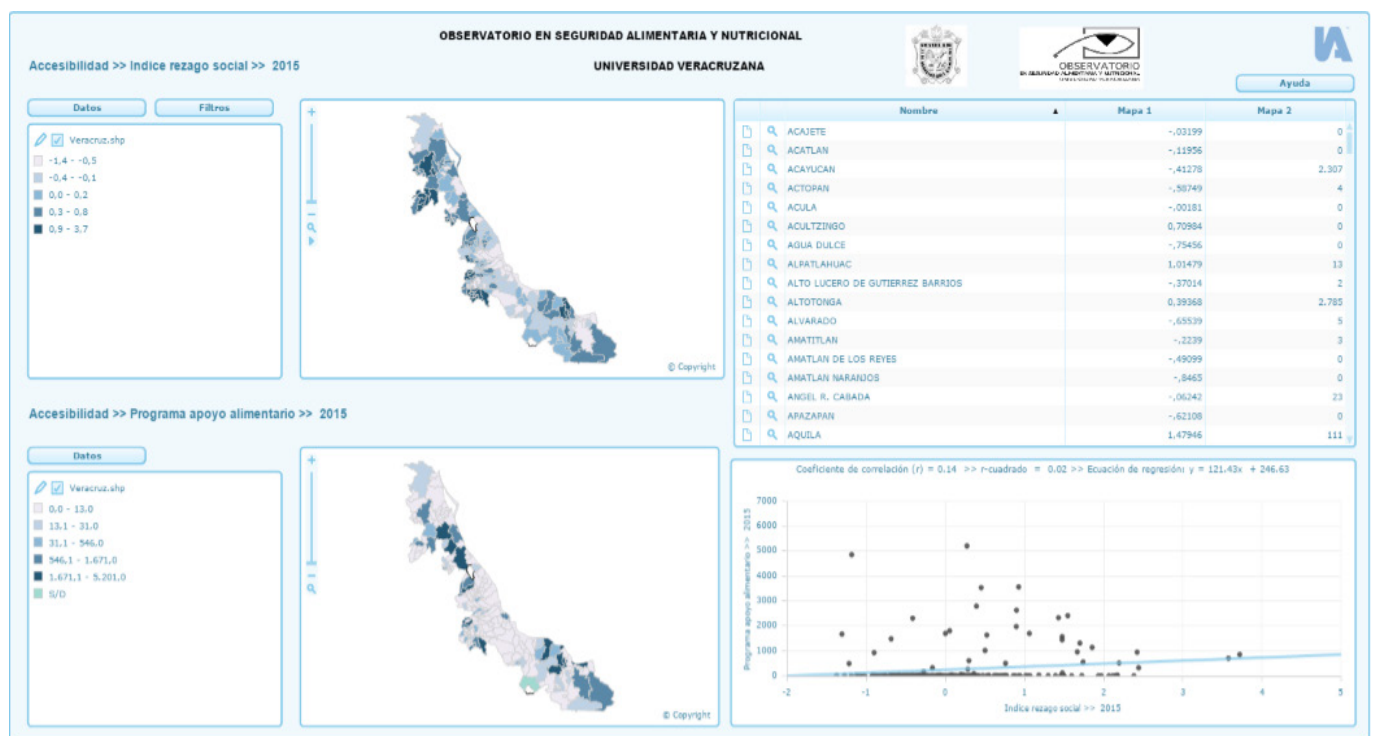 OBSERVATORIO EN SEGURIDAD ALIMENTARIA Y NUTRICIONAL
UNIVERSIDAD VERACRUZANA
OBSERVATORIO
Ayuda
Accesibilidad >> Indice rezago social >> 2015
Datos
Filtros
Veracruz.shp
-1,4 - -0,5
-0,4 - -0,1
0,0 - 0,2
0,3 - 0,8
0,9 - 3,7
© Copyright
Nombre ▲ Mapa 1 Mapa 2
ACAJETE -,03199 0
ACATLAN -,11956 0
ACAYUCAN -,41278 2.307
ACTOPAN -,58749 4
ACULA -,00181 0
ACULTZINGO 0,70984 0
AGUA DULCE -,75456 0
ALPATLAHUAC 1,01479 13
ALTO LUCERO DE GUTIERREZ BARRIOS -,37014 2
ALTOTONGA 0,39368 2.785
ALVARADO -,65539 5
AMATITLAN -,2239 3
AMATLAN DE LOS REYES -,49099 0
AMATLAN NARANJOS -,8465 0
ANGEL R. CABADA -,06242 23
APAZAPAN -,62108 0
AQUILA 1,47946 111
Accesibilidad >> Programa apoyo alimentario >> 2015
Datos
Veracruz.shp
0,0 - 13,0
13,1 - 31,0
31,1 - 546,0
546,1 - 1.671,0
1.671,1 - 5.201,0
S/D
© Copyright
Coeficiente de correlación (r) = 0.14 >> r-cuadrado = 0.02 >> Ecuación de regresión: y = 121.43x + 246.63
Programa apoyo alimentario >> 2015
7000
6000
5000
4000
3000
2000
1000
0
-2 -1 0 1 2 3 4 5
Indice rezago social >> 2015